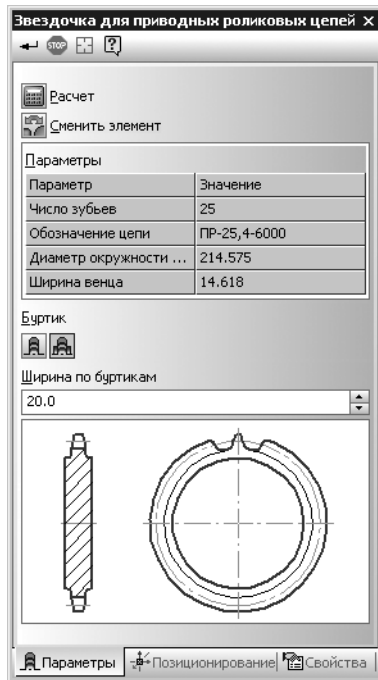 Звездочка для приводных роликовых цепей
STOP
Расчет
Сменить элемент
Параметры
Параметр Значение
Число зубьев 25
Обозначение цепи ПР-25,4-6000
Диаметр окружности ... 214.575
Ширина венца 14.618
Буртик
Ширина по буртикам
20.0
Параметры Позиционирование Свойства